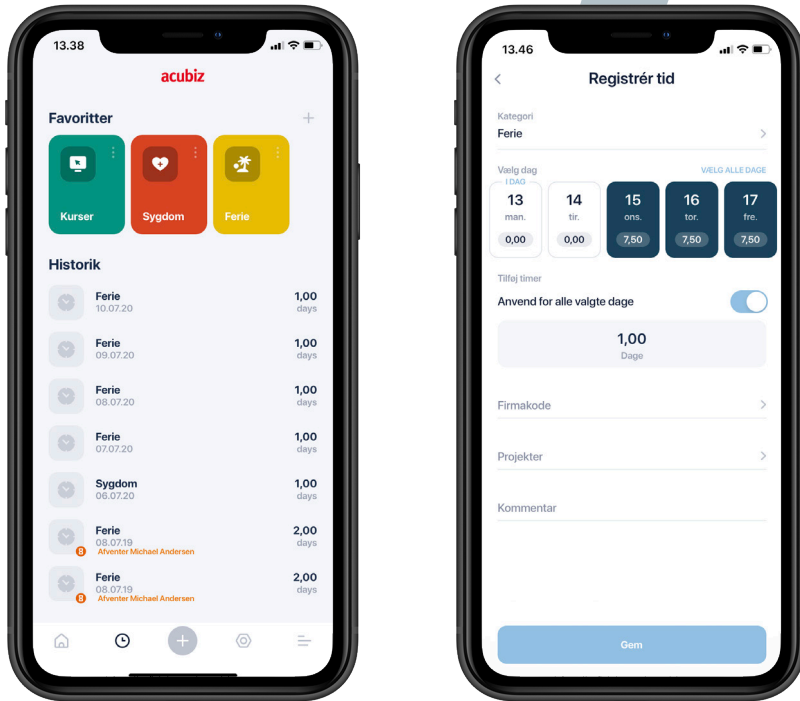 13.38
acubiz
Favoritter
Kurser
Sygdom
Ferie
Historik
Ferie 1,00
10.07.20 days
Ferie 1,00
09.07.20 days
Ferie 1,00
08.07.20 days
Ferie 1,00
07.07.20 days
Sygdom 1,00
06.07.20 days
Ferie 2,00
08.07.19 days
Afventer Michael Andersen
Ferie 2,00
08.07.19 days
Afventer Michael Andersen
13.46
Registrér tid
Kategori
Ferie
Vælg dag VÆLG ALLE DAGE
I DAG
13 14 15 16 17
man. tir. ons. tor. fre.
0,00 0,00 7,50 7,50 7,50
Tilføj timer
Anvend for alle valgte dage
1,00
Dage
Firmakode
Projekter
Kommentar
Gem